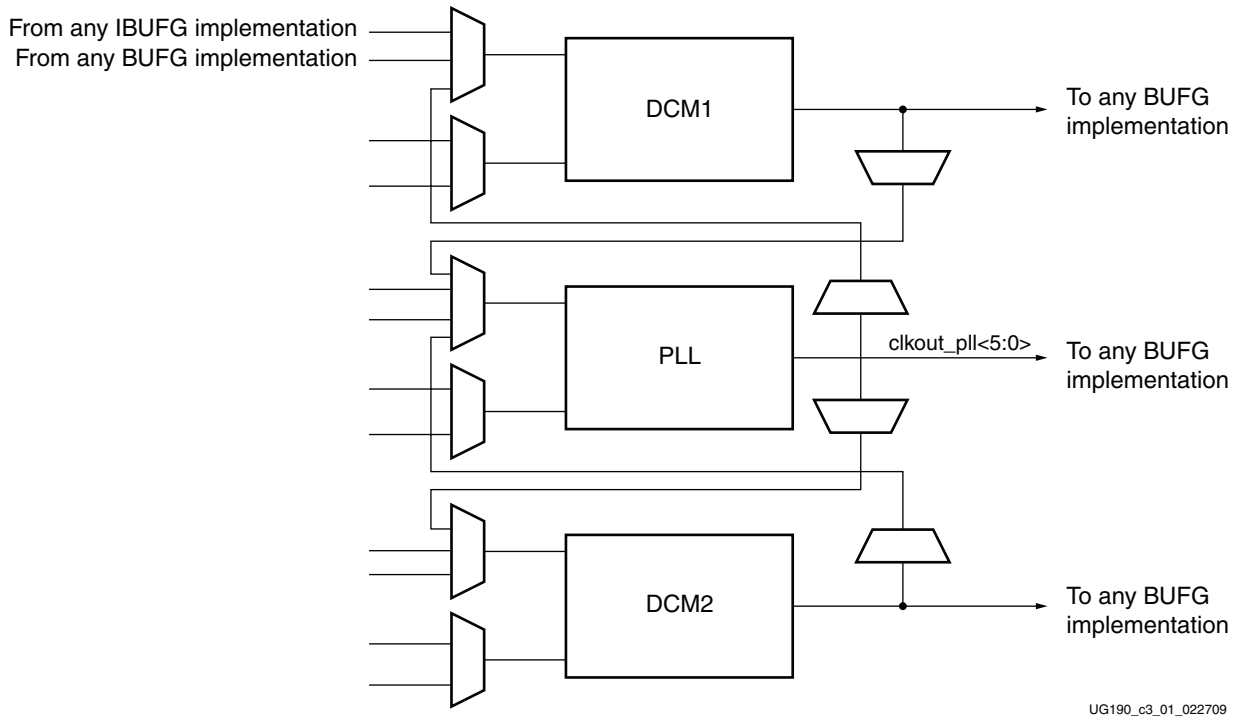 From any IBUFG implementation
From any BUFG implementation
DCM1
To any BUFG
implementation
PLL
clkout_pll<5:0>
To any BUFG
implementation
DCM2
To any BUFG
implementation
UG190_c3_01_022709